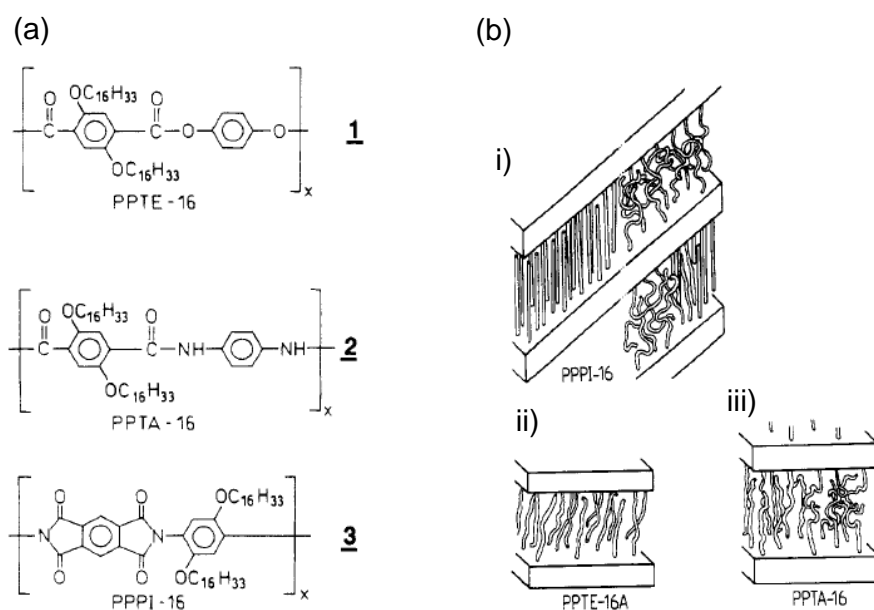 (a)
(b)
O
OC16H33
O
C
C
O
O
OC16H33
x
PPTE - 16
1
O
OC16H33
O
C
C
NH
NH
OC16H33
x
PPTA - 16
2
O
O
OC16H33
N
N
O
O
OC16H33
x
PPPI - 16
3
i)
PPPI-16
ii)
PPTE-16A
iii)
PPTA-16